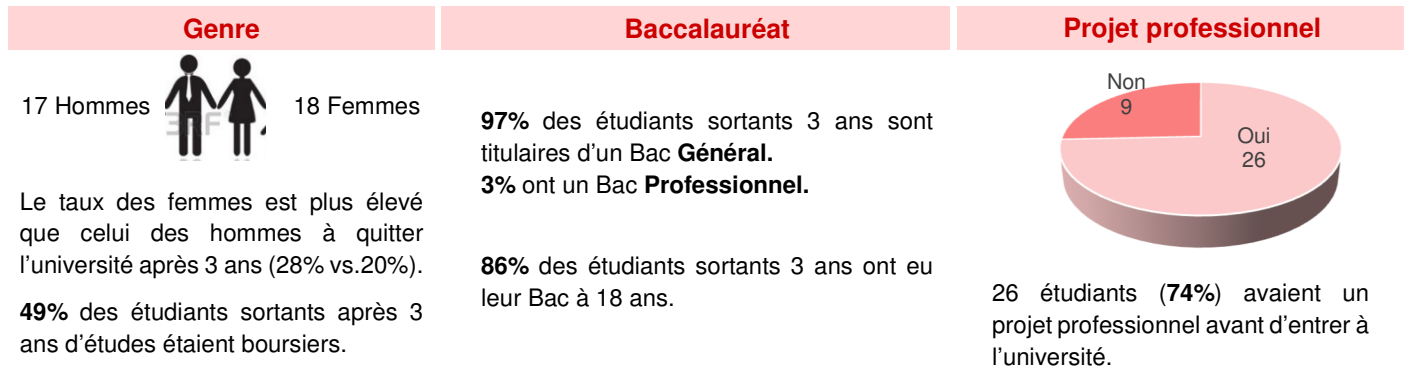 Genre
17 Hommes
18 Femmes
Le taux des femmes est plus élevé
que celui des hommes à quitter
l'université après 3 ans (28% vs.20%).
49% des étudiants sortants après 3
ans d'études étaient boursiers.
Baccalauréat
97% des étudiants sortants 3 ans sont
titulaires d'un Bac Général.
3% ont un Bac Professionnel.
86% des étudiants sortants 3 ans ont eu
leur Bac à 18 ans.
Projet professionnel
Non
9
Oui
26
26 étudiants (74%) avaient un
projet professionnel avant d'entrer à
l'université.